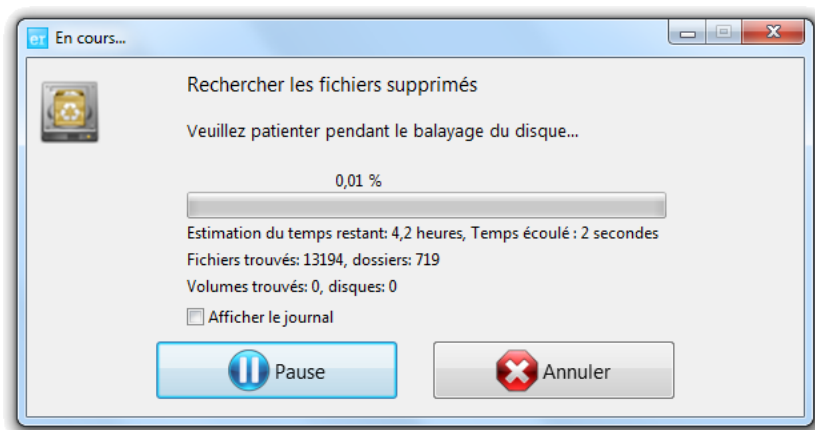 er En cours...
Rechercher les fichiers supprimés
Veuillez patienter pendant le balayage du disque...
0,01 %
Estimation du temps restant: 4,2 heures, Temps écoulé : 2 secondes
Fichiers trouvés: 13194, dossiers: 719
Volumes trouvés: 0, disques: 0
Afficher le journal
Pause
Annuler